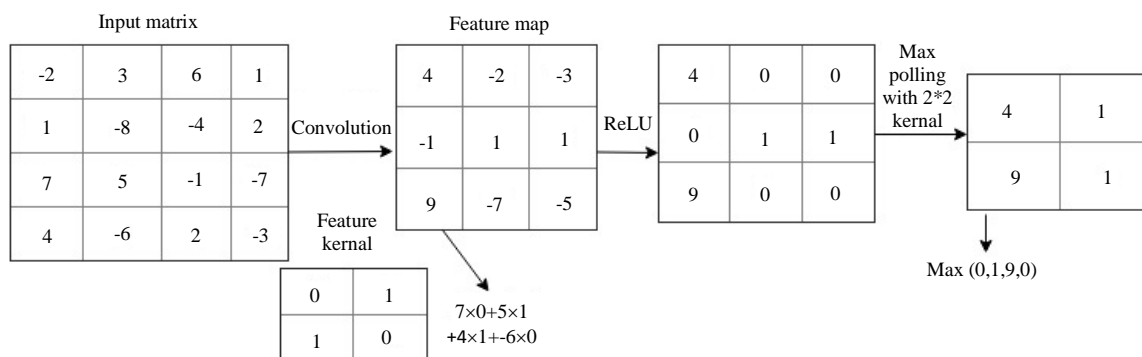 Input matrix
-2 3 6 1
1 -8 -4 2
7 5 -1 -7
4 -6 2 -3
Convolution
Feature
kernel
0 1
1 0
Feature map
4 -2 -3
-1 1 1
9 -7 -5
7×0+5×1
+4×1+-6×0
ReLU
4 0 0
0 1 1
9 0 0
Max
polling
with 2*2
kernal
4 1
9 1
Max (0,1,9,0)